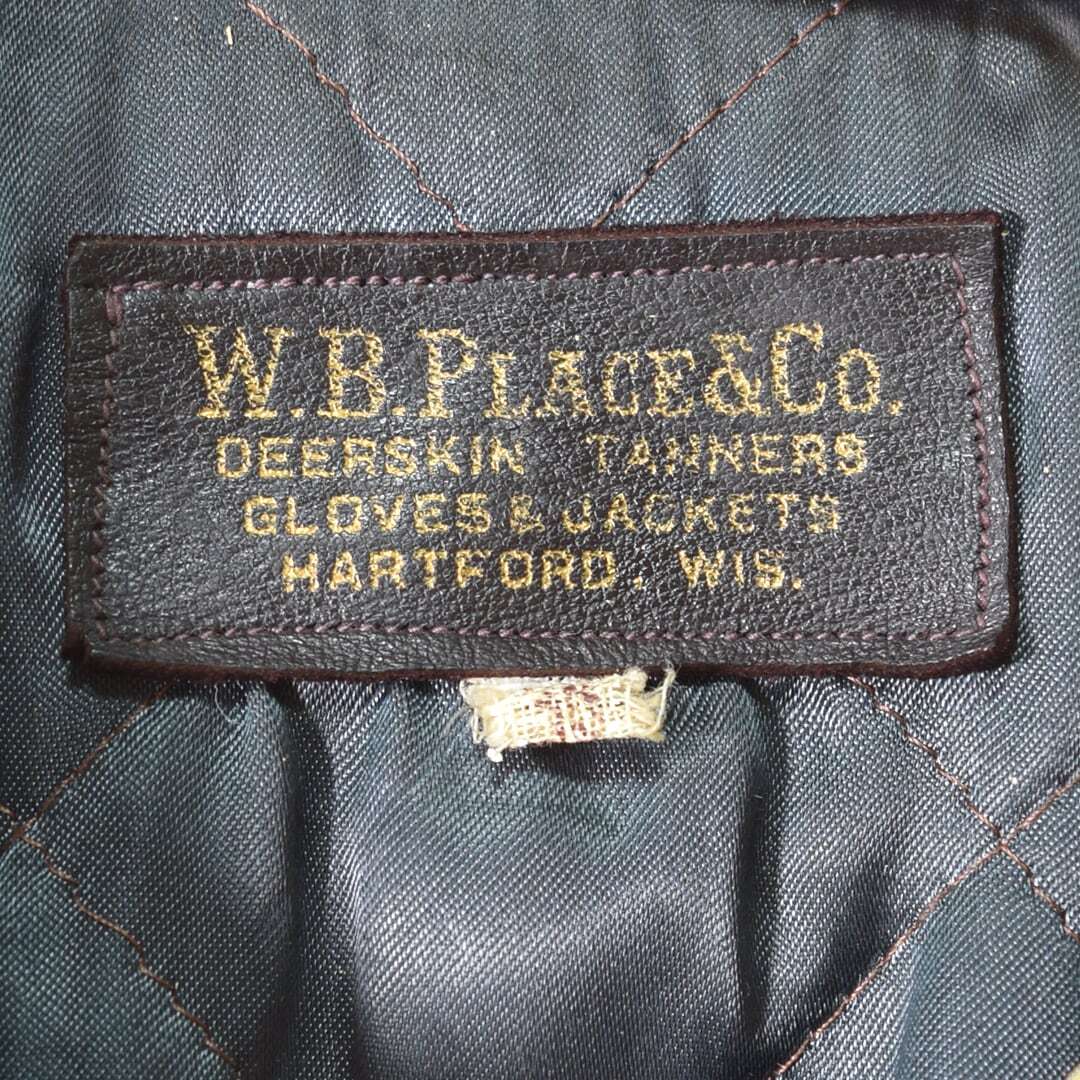 W.B.PLACE&CO.
DEERSKIN TANNERS
GLOVES & JACKETS
HARTFORD, WIS.